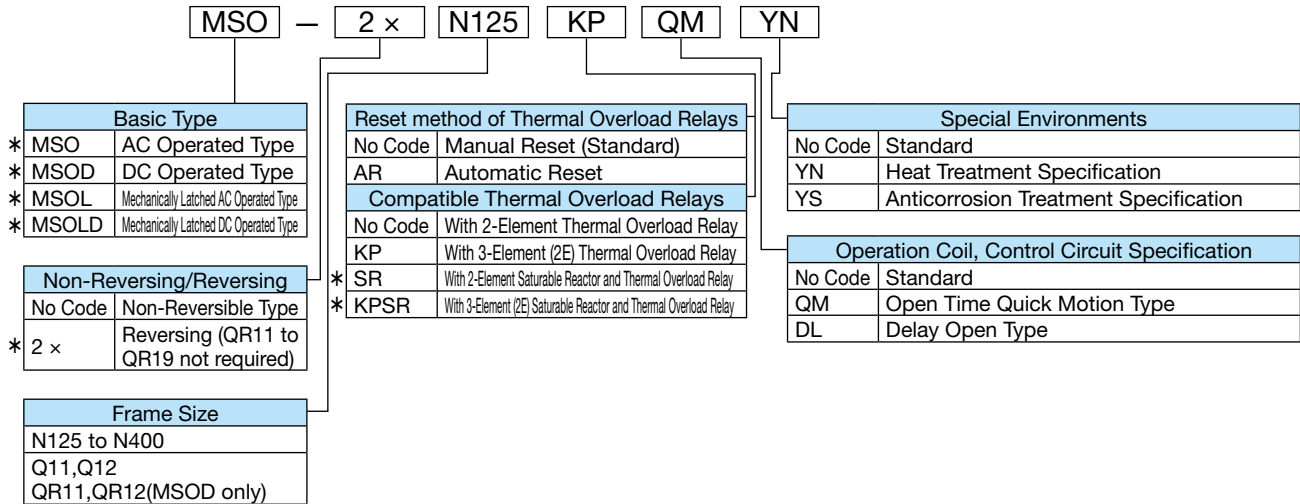 MSO — 2 × N125 KP QM YN
Basic Type
* MSO AC Operated Type
* MSOD DC Operated Type
* MSOL Mechanically Latched AC Operated Type
* MSOLD Mechanically Latched DC Operated Type
Non-Reversing/Reversing
No Code Non-Reversible Type
* 2 × Reversing (QR11 to
QR19 not required)
Frame Size
N125 to N400
Q11,Q12
QR11,QR12(MSOD only)
Reset method of Thermal Overload Relays
No Code Manual Reset (Standard)
AR Automatic Reset
Compatible Thermal Overload Relays
No Code With 2-Element Thermal Overload Relay
KP With 3-Element (2E) Thermal Overload Relay
* SR With 2-Element Saturable Reactor and Thermal Overload Relay
* KPSR With 3-Element (2E) Saturable Reactor and Thermal Overload Relay
Special Environments
No Code Standard
YN Heat Treatment Specification
YS Anticorrosion Treatment Specification
Operation Coil, Control Circuit Specification
No Code Standard
QM Open Time Quick Motion Type
DL Delay Open Type